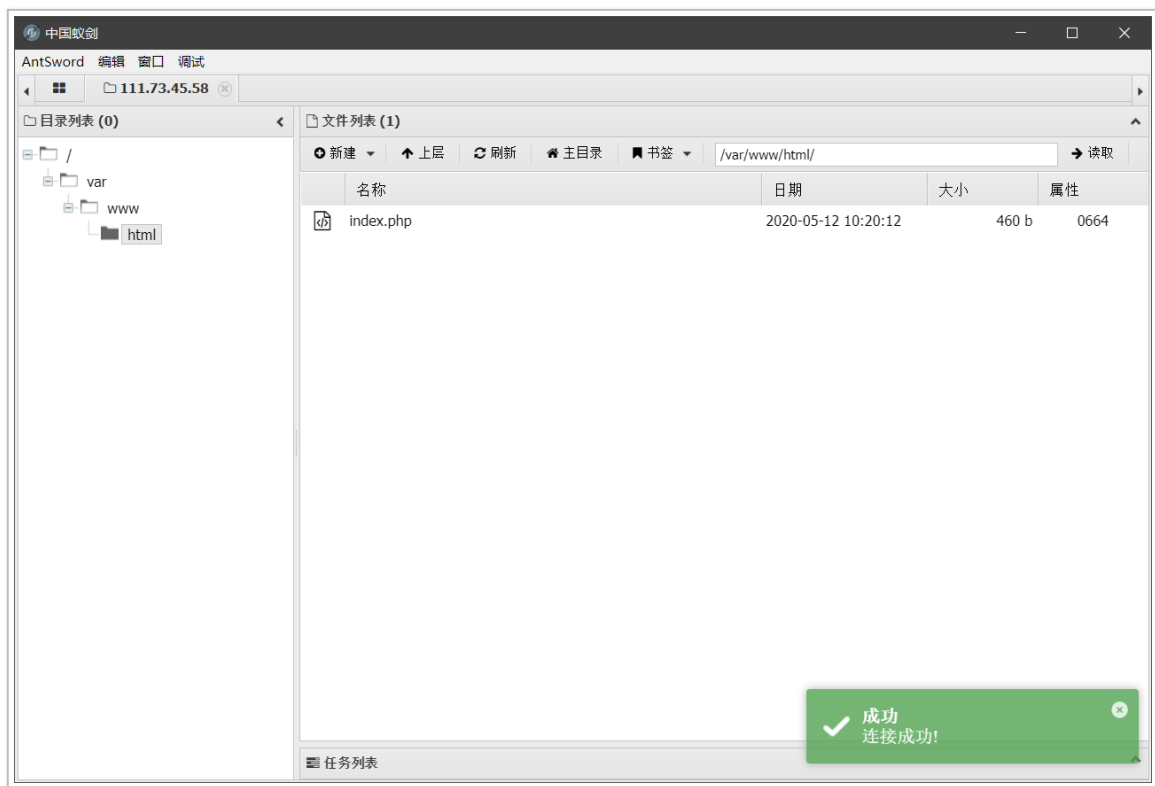 中国蚁剑
AntSword 编辑 窗口 调试
111.73.45.58
目录列表 (0)
文件列表 (1)
新建 上层 刷新 主目录 书签 /var/www/html/ 读取
/
var
www
html
名称 日期 大小 属性
index.php 2020-05-12 10:20:12 460 b 0664
成功
连接成功!
任务列表